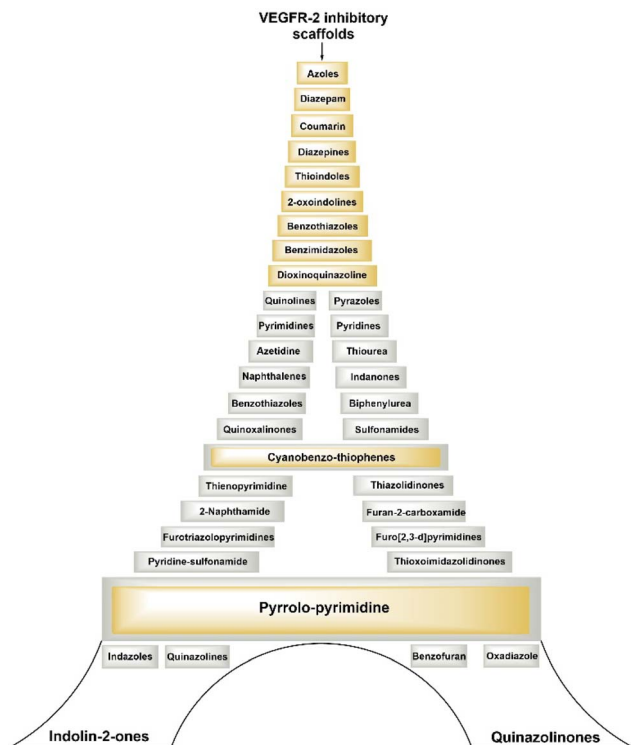 VEGFR-2 inhibitory
scaffolds
Azoles
Diazepam
Coumarin
Diazepines
Thioindoles
2-oxoindolines
Benzothiazoles
Benzimidazoles
Dioxinoquinazoline
Quinolines Pyrazoles
Pyrimidines Pyridines
Azetidine Thiourea
Naphthalenes Indanones
Benzothiazoles Biphenylurea
Quinoxalinones Sulfonamides
Cyanobenzo-thiophenes
Thienopyrimidine Thiazolidinones
2-Naphthamide Furan-2-carboxamide
Furotriazolopyrimidines Furo[2,3-d]pyrimidines
Pyridine-sulfonamide Thioxoimidazolidinones
Pyrrolo-pyrimidine
Indazoles Quinazolines Benzofuran Oxadiazole
Indolin-2-ones Quinazolinones